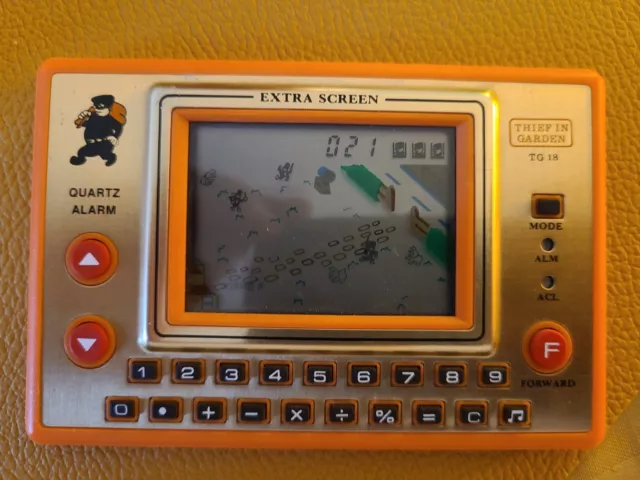 EXTRA SCREEN
021
THIEF IN
GARDEN
TG 18
QUARTZ
ALARM
MODE
ALM
ACL
F
FORWARD
1 2 3 4 5 6 7 8 9
0 • + − × ÷ % = C ♫